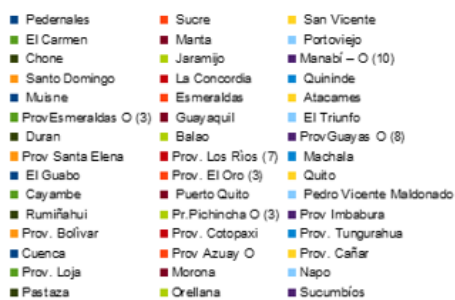 Pedernales Sucre San Vicente
El Carmen Manta Portoviejo
Chone Jaramijo Manabí – O (10)
Santo Domingo La Concordia Quininde
Muisne Esmeraldas Atacames
ProvEsmeraldas O (3) Guayaquil El Triunfo
Duran Balao ProvGuayas O (8)
Prov Santa Elena Prov. Los Rìos (7) Machala
El Guabo Prov. El Oro (3) Quito
Cayambe Puerto Quito Pedro Vicente Maldonado
Rumiñahui Pr.Pichincha O (3) Prov Imbabura
Prov. Bolìvar Prov. Cotopaxi Prov. Tungurahua
Cuenca Prov Azuay O Prov. Cañar
Prov. Loja Morona Napo
Pastaza Orellana Sucumbíos